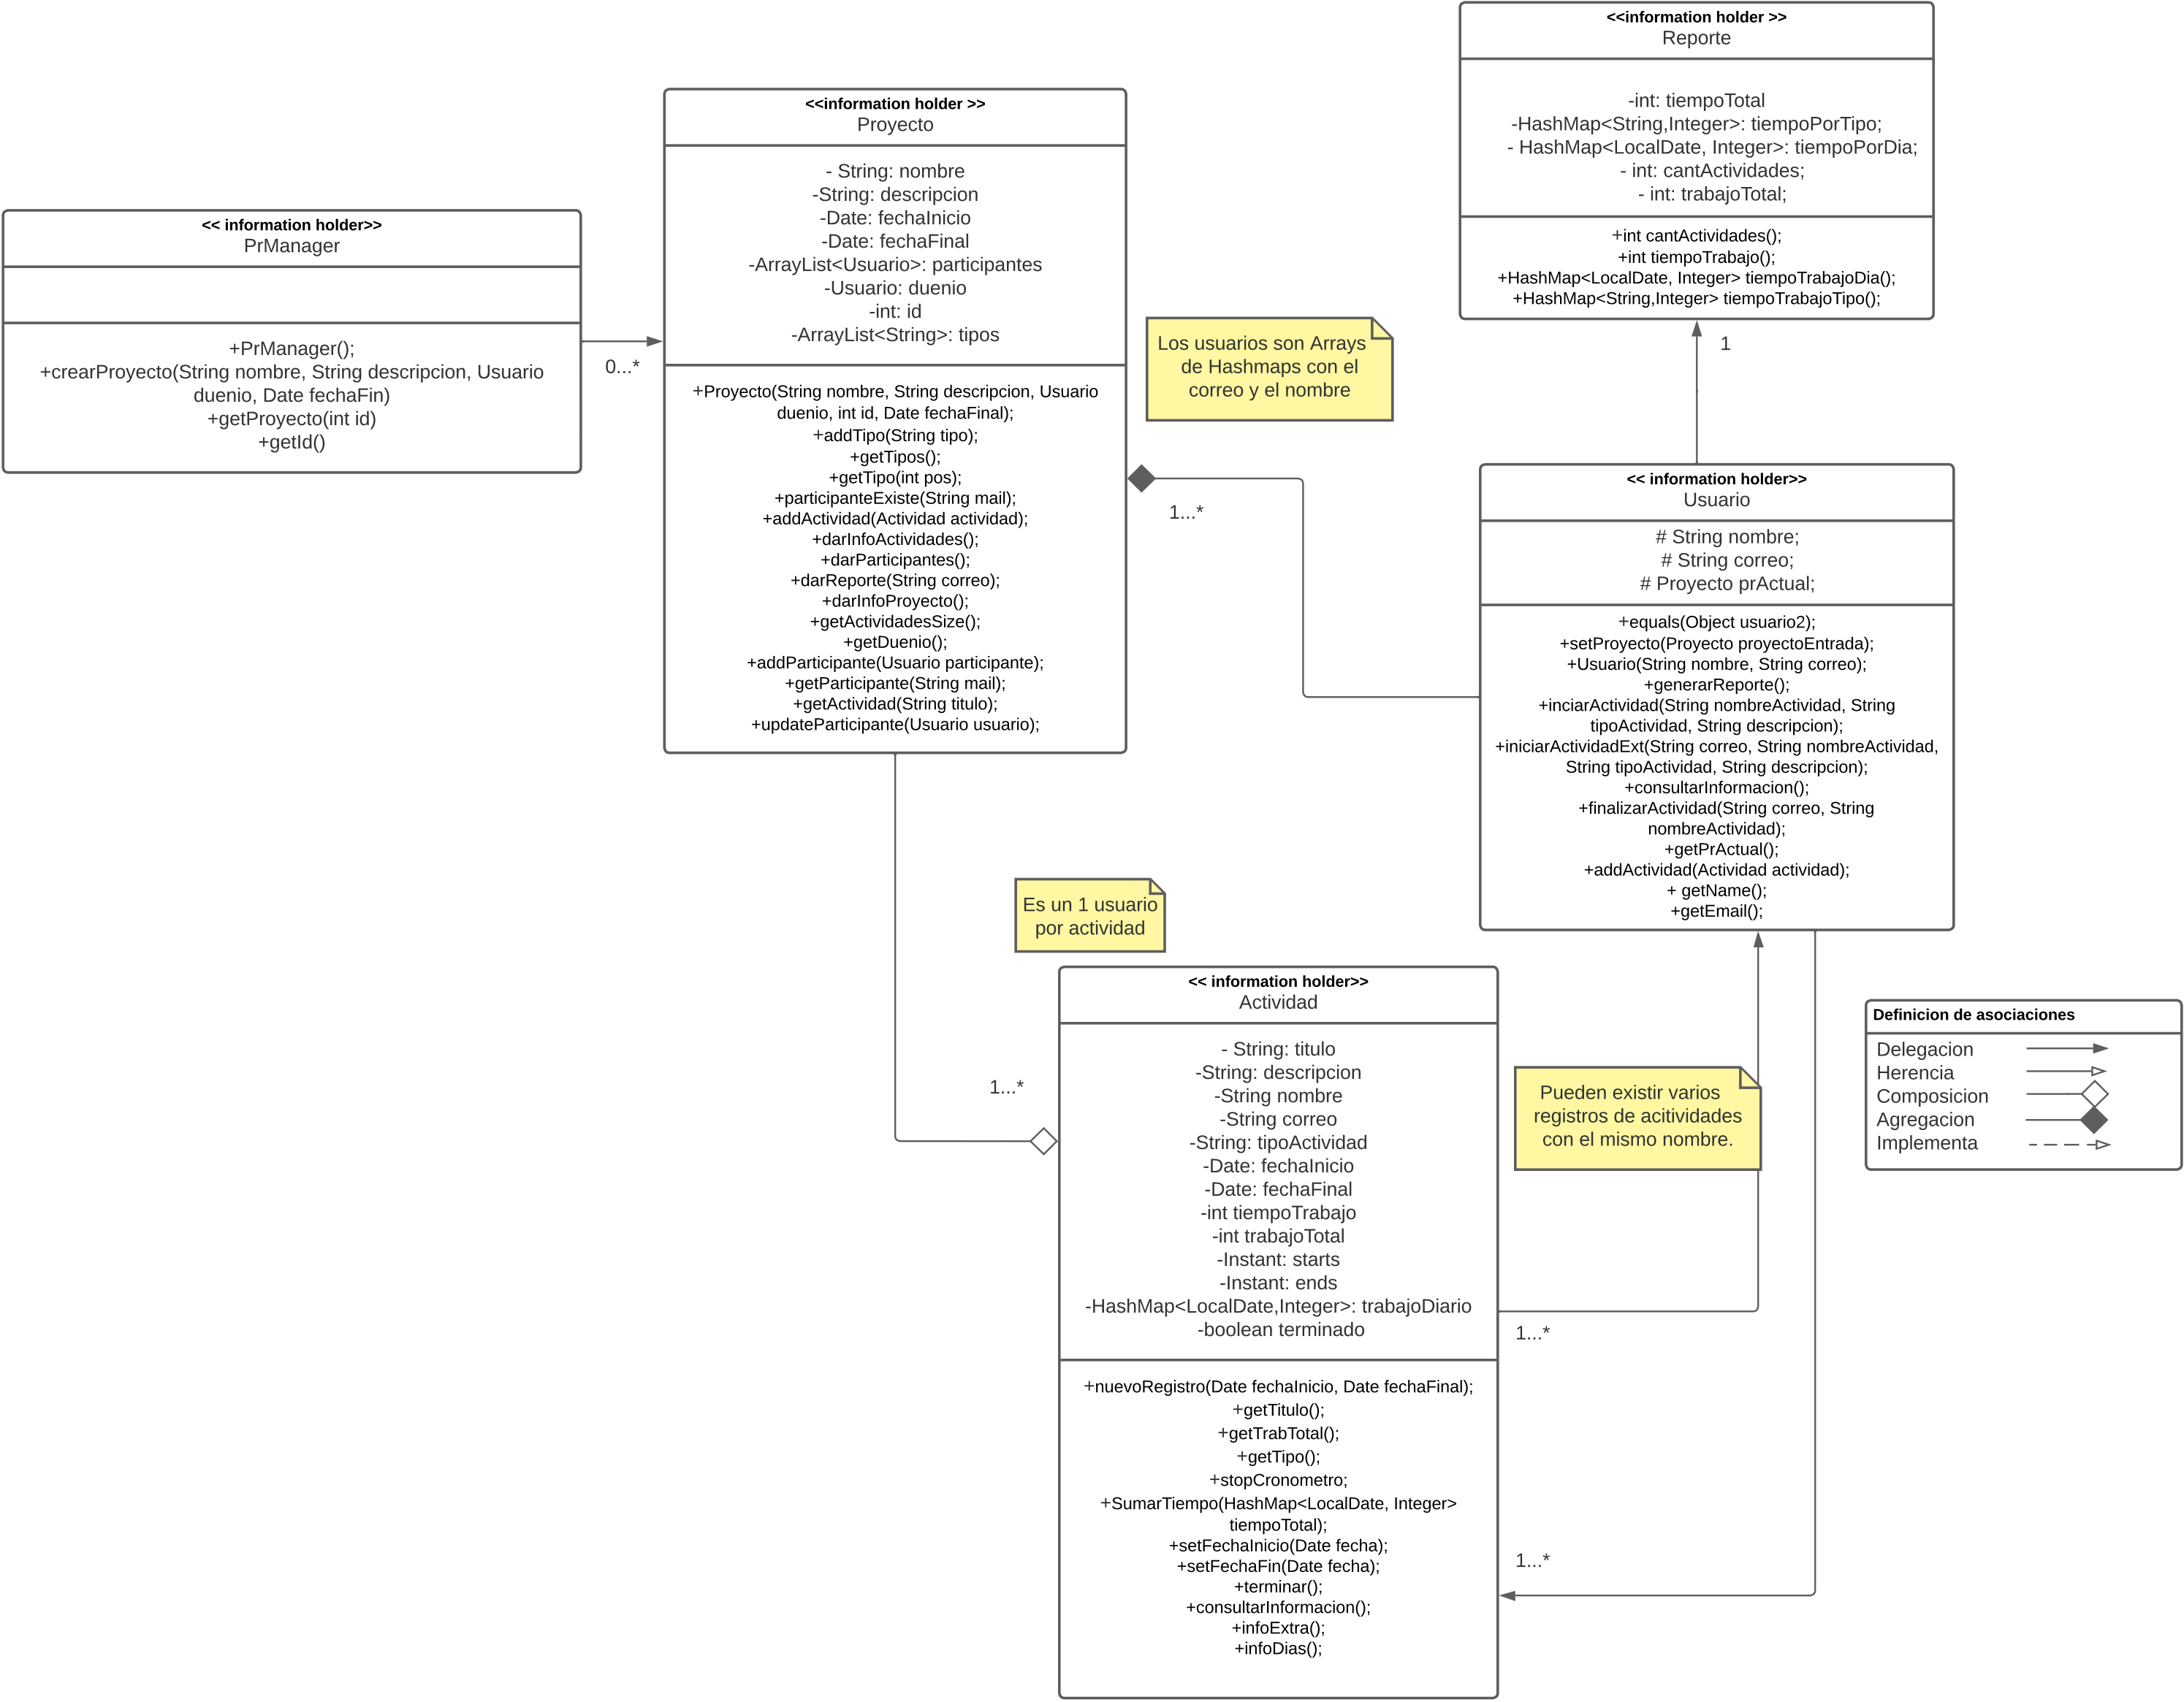 << information holder>>
PrManager
+PrManager();
+crearProyecto(String nombre, String descripcion, Usuario
duenio, Date fechaFin)
+getProyecto(int id)
+getId()
0...*
<<information holder >>
Proyecto
- String: nombre
-String: descripcion
-Date: fechaInicio
-Date: fechaFinal
-ArrayList<Usuario>: participantes
-Usuario: duenio
-int: id
-ArrayList<String>: tipos
+Proyecto(String nombre, String descripcion, Usuario
duenio, int id, Date fechaFinal);
+addTipo(String tipo);
+getTipos();
+getTipo(int pos);
+participanteExiste(String mail);
+addActividad(Actividad actividad);
+darInfoActividades();
+darParticipantes();
+darReporte(String correo);
+darInfoProyecto();
+getActividadesSize();
+getDuenio();
+addParticipante(Usuario participante);
+getParticipante(String mail);
+getActividad(String titulo);
+updateParticipante(Usuario usuario);
Los usuarios son Arrays
de Hashmaps con el
correo y el nombre
1...*
<<information holder >>
Reporte
-int: tiempoTotal
-HashMap<String,Integer>: tiempoPorTipo;
- HashMap<LocalDate, Integer>: tiempoPorDia;
- int: cantActividades;
- int: trabajoTotal;
+int cantActividades();
+int tiempoTrabajo();
+HashMap<LocalDate, Integer> tiempoTrabajoDia();
+HashMap<String,Integer> tiempoTrabajoTipo();
1
<< information holder>>
Usuario
# String nombre;
# String correo;
# Proyecto prActual;
+equals(Object usuario2);
+setProyecto(Proyecto proyectoEntrada);
+Usuario(String nombre, String correo);
+generarReporte();
+inciarActividad(String nombreActividad, String
tipoActividad, String descripcion);
+iniciarActividadExt(String correo, String nombreActividad,
String tipoActividad, String descripcion);
+consultarInformacion();
+finalizarActividad(String correo, String
nombreActividad);
+getPrActual();
+addActividad(Actividad actividad);
+ getName();
+getEmail();
Es un 1 usuario
por actividad
1...*
<< information holder>>
Actividad
- String: titulo
-String: descripcion
-String nombre
-String correo
-String: tipoActividad
-Date: fechaInicio
-Date: fechaFinal
-int tiempoTrabajo
-int trabajoTotal
-Instant: starts
-Instant: ends
-HashMap<LocalDate,Integer>: trabajoDiario
-boolean terminado
+nuevoRegistro(Date fechaInicio, Date fechaFinal);
+getTitulo();
+getTrabTotal();
+getTipo();
+stopCronometro;
+SumarTiempo(HashMap<LocalDate, Integer>
tiempoTotal);
+setFechaInicio(Date fecha);
+setFechaFin(Date fecha);
+terminar();
+consultarInformacion();
+infoExtra();
+infoDias();
Pueden existir varios
registros de acitividades
con el mismo nombre.
1...*
1...*
Definicion de asociaciones
Delegacion
Herencia
Composicion
Agregacion
Implementa